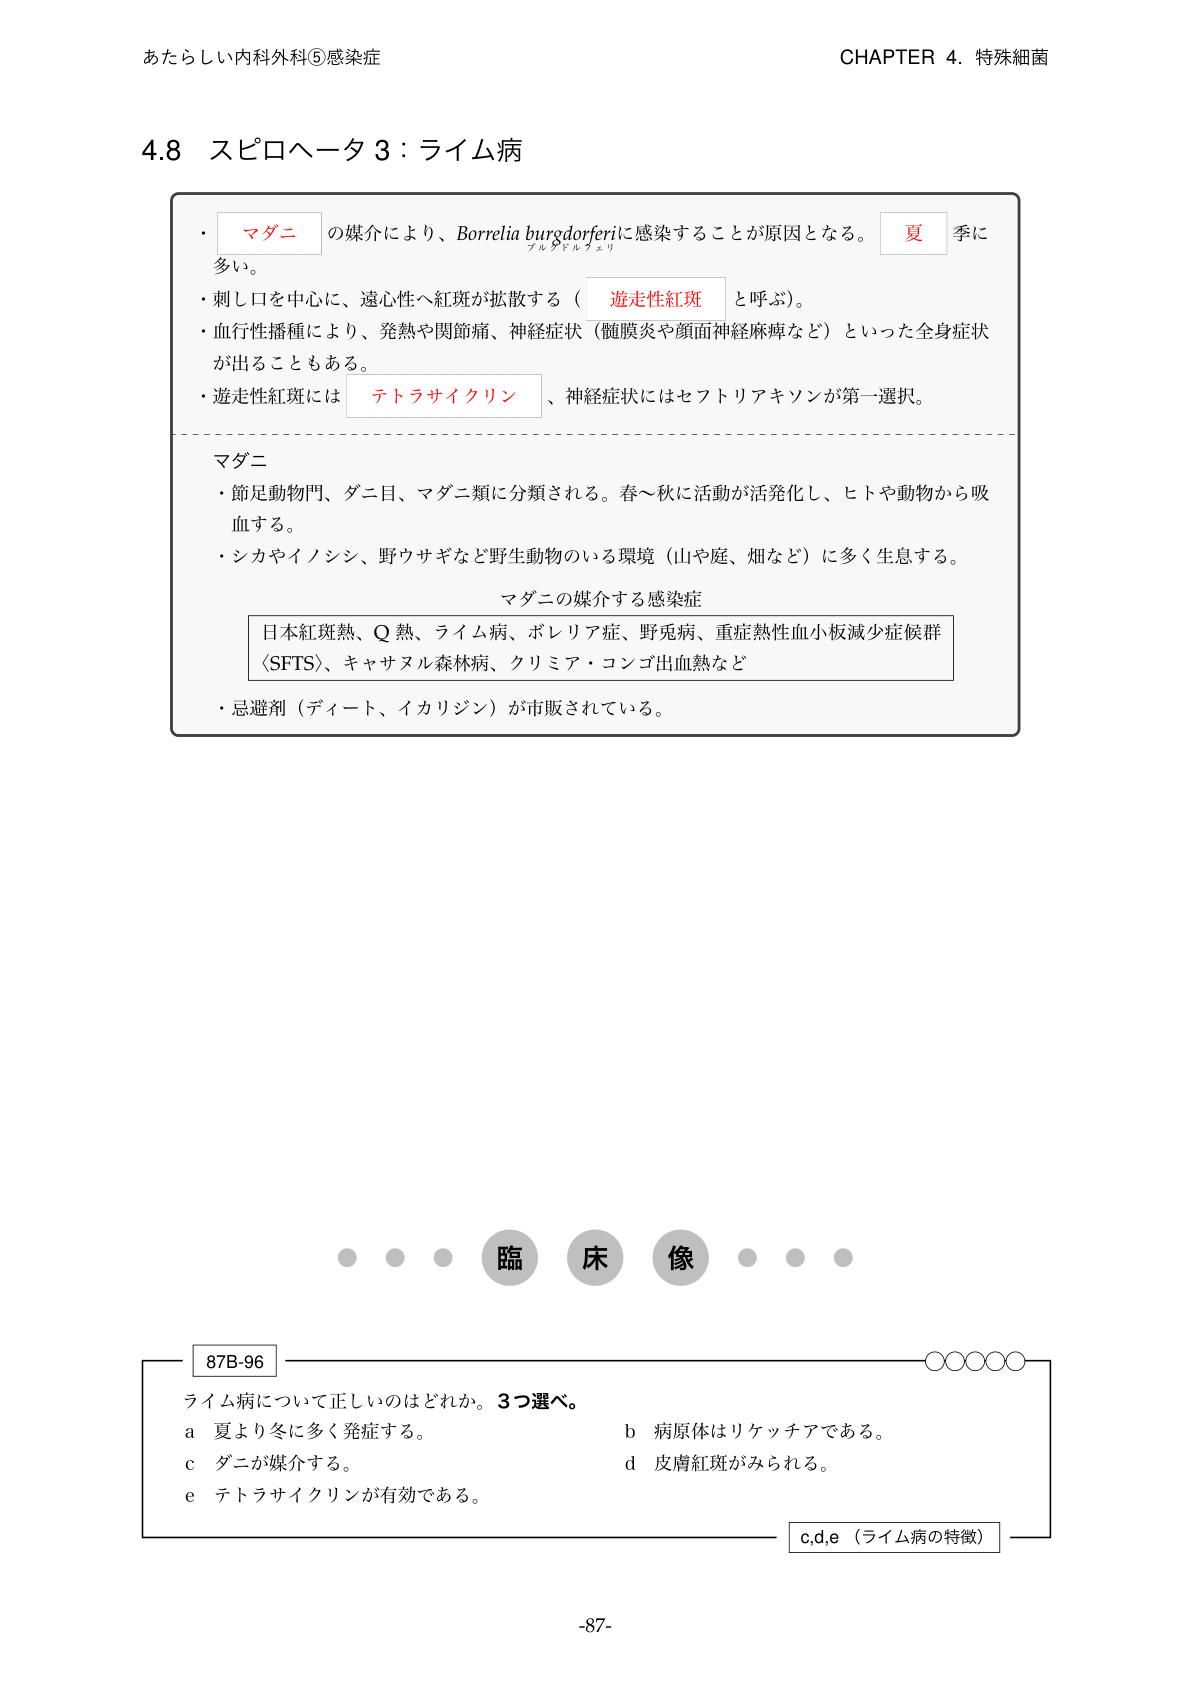 あたらしい内科外科⑤感染症
CHAPTER 4. 特殊細菌
4.8 スピロヘータ 3：ライム病
・ マダニ の媒介により、Borrelia burgdorferiに感染することが原因となる。 夏 季に
ブルグドルフェリ
多い。
・刺し口を中心に、遠心性へ紅斑が拡散する（ 遊走性紅斑 と呼ぶ）。
・血行性播種により、発熱や関節痛、神経症状（髄膜炎や顔面神経麻痺など）といった全身症状
が出ることもある。
・遊走性紅斑には テトラサイクリン 、神経症状にはセフトリアキソンが第一選択。
マダニ
・節足動物門、ダニ目、マダニ類に分類される。春〜秋に活動が活発化し、ヒトや動物から吸
血する。
・シカやイノシシ、野ウサギなど野生動物のいる環境（山や庭、畑など）に多く生息する。
マダニの媒介する感染症
日本紅斑熱、Q 熱、ライム病、ボレリア症、野兎病、重症熱性血小板減少症候群
〈SFTS〉、キャサヌル森林病、クリミア・コンゴ出血熱など
・忌避剤（ディート、イカリジン）が市販されている。
臨 床 像
87B-96
ライム病について正しいのはどれか。3つ選べ。
a 夏より冬に多く発症する。
b 病原体はリケッチアである。
c ダニが媒介する。
d 皮膚紅斑がみられる。
e テトラサイクリンが有効である。
c,d,e （ライム病の特徴）
-87-